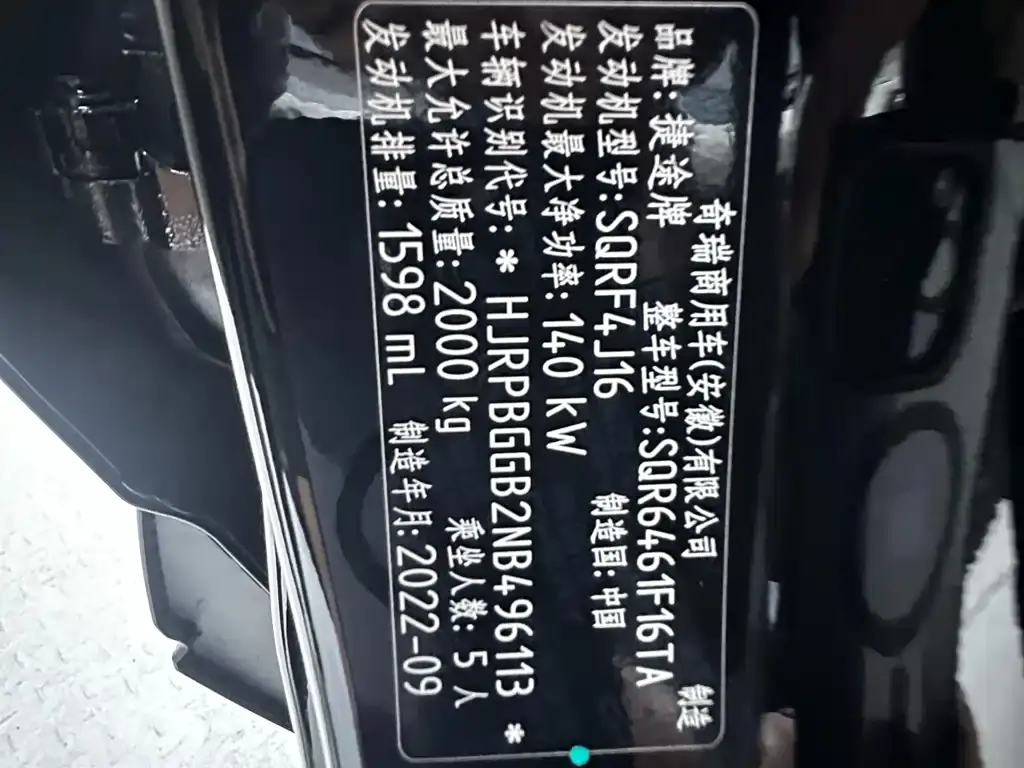 奇瑞商用车(安徽)有限公司 制造
品牌:捷途牌 整车型号:SQR6461F16TA
发动机型号:SQRF4J16 制造国:中国
发动机最大净功率:140 kW
车辆识别代号:* HJRPBGGB2NB496113 *
最大允许总质量:2000 kg 乘坐人数:5人
发动机排量:1598 mL 制造年月:2022-09